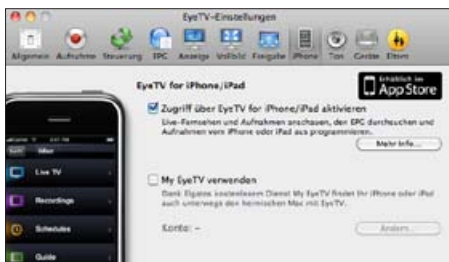 EyeTV-Einstellungen
Allgemein Aufnahme Steuerung EPG Anzeige Vollbild Freigabe iPhone Ton Geräte Eltern
EyeTV for iPhone/iPad
Erhältlich im
App Store
Zugriff über EyeTV for iPhone/iPad aktivieren
Live-Fernsehen und Aufnahmen anschauen, den EPG durchsuchen und
Aufnahmen vom iPhone oder iPad aus programmieren.
Mehr Info...
My EyeTV verwenden
Dank Elgatos kostenlosem Dienst My EyeTV findet Ihr iPhone oder iPad
auch unterwegs den heimischen Mac mit EyeTV.
Konto: –
Ändern...
Live TV
Recordings
Schedules
Guide